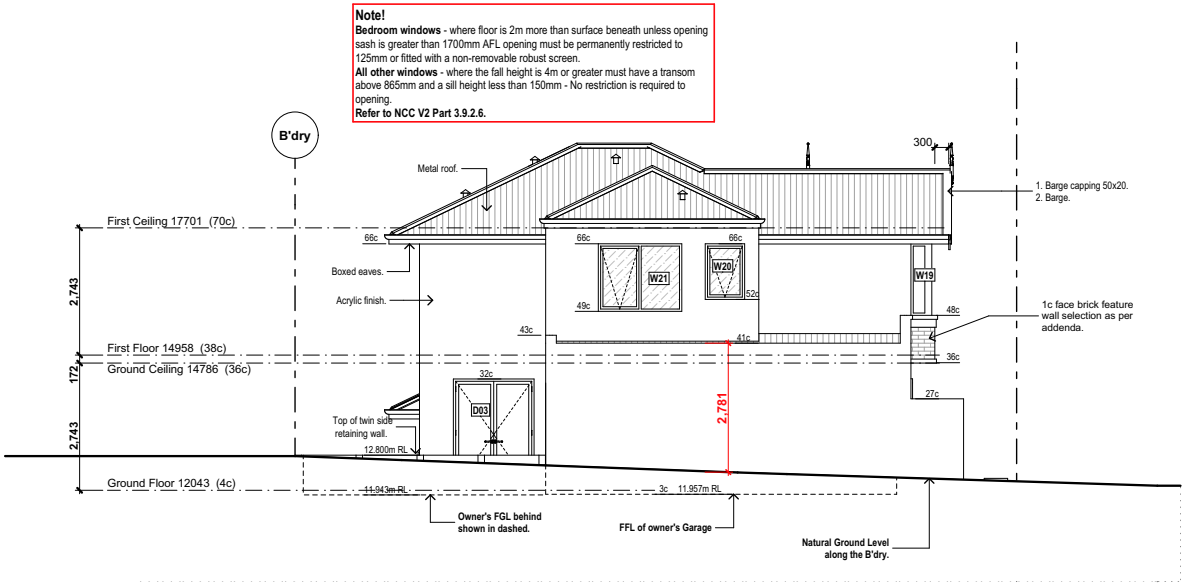 Note!
Bedroom windows - where floor is 2m more than surface beneath unless opening
sash is greater than 1700mm AFL opening must be permanently restricted to
125mm or fitted with a non-removable robust screen.
All other windows - where the fall height is 4m or greater must have a transom
above 865mm and a sill height less than 150mm - No restriction is required to
opening.
Refer to NCC V2 Part 3.9.2.6.
B'dry
300
Metal roof.
1. Barge capping 50x20.
2. Barge.
First Ceiling 17701 (70c)
66c
66c
66c
Boxed eaves.
W21
W20
W19
2,743
Acrylic finish.
52c
49c
48c
1c face brick feature
wall selection as per
addenda.
43c
41c
First Floor 14958 (38c)
36c
172
Ground Ceiling 14786 (36c)
32c
27c
D03
2,781
2,743
Top of twin side
retaining wall.
12.800m RL
Ground Floor 12043 (4c)
11.943m RL
3c 11.957m RL
Owner's FGL behind
shown in dashed.
FFL of owner's Garage
Natural Ground Level
along the B'dry.